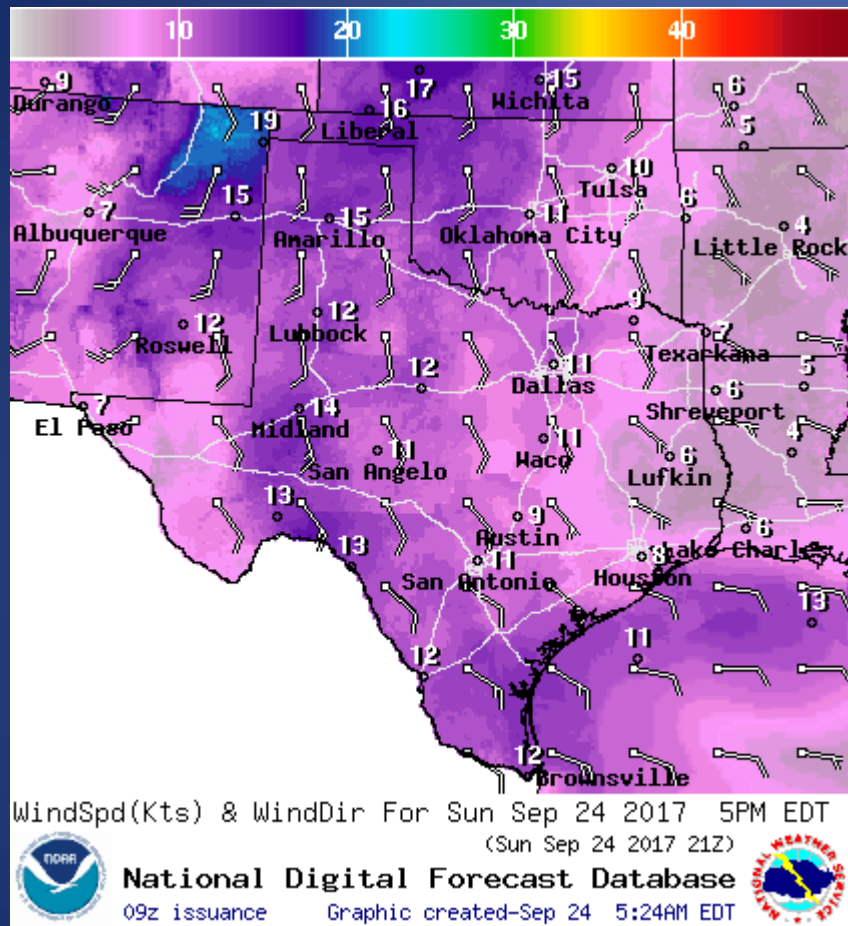 10 20 30 40
9 17 15 6
Durango Wichita
16 Liberal
19 5
10 Tulsa
7 15 15 11 6 4
Albuquerque Amarillo Oklahoma City Little Rock
12 12 9
Roswell Lubbock 7
Texarkana
11
12 Dallas 6 5
7 14 Shreveport
El Paso Midland
11 11 6 4
San Angelo Waco Lufkin
13 9 6
Austin Lake Charles
13 11 8
San Antonio Houston
13
12 11
12
Brownsville
WindSpd(Kts) & WindDir For Sun Sep 24 2017 5PM EDT
(Sun Sep 24 2017 21Z)
NOAA
NATIONAL WEATHER SERVICE
National Digital Forecast Database
09z issuance Graphic created-Sep 24 5:24AM EDT